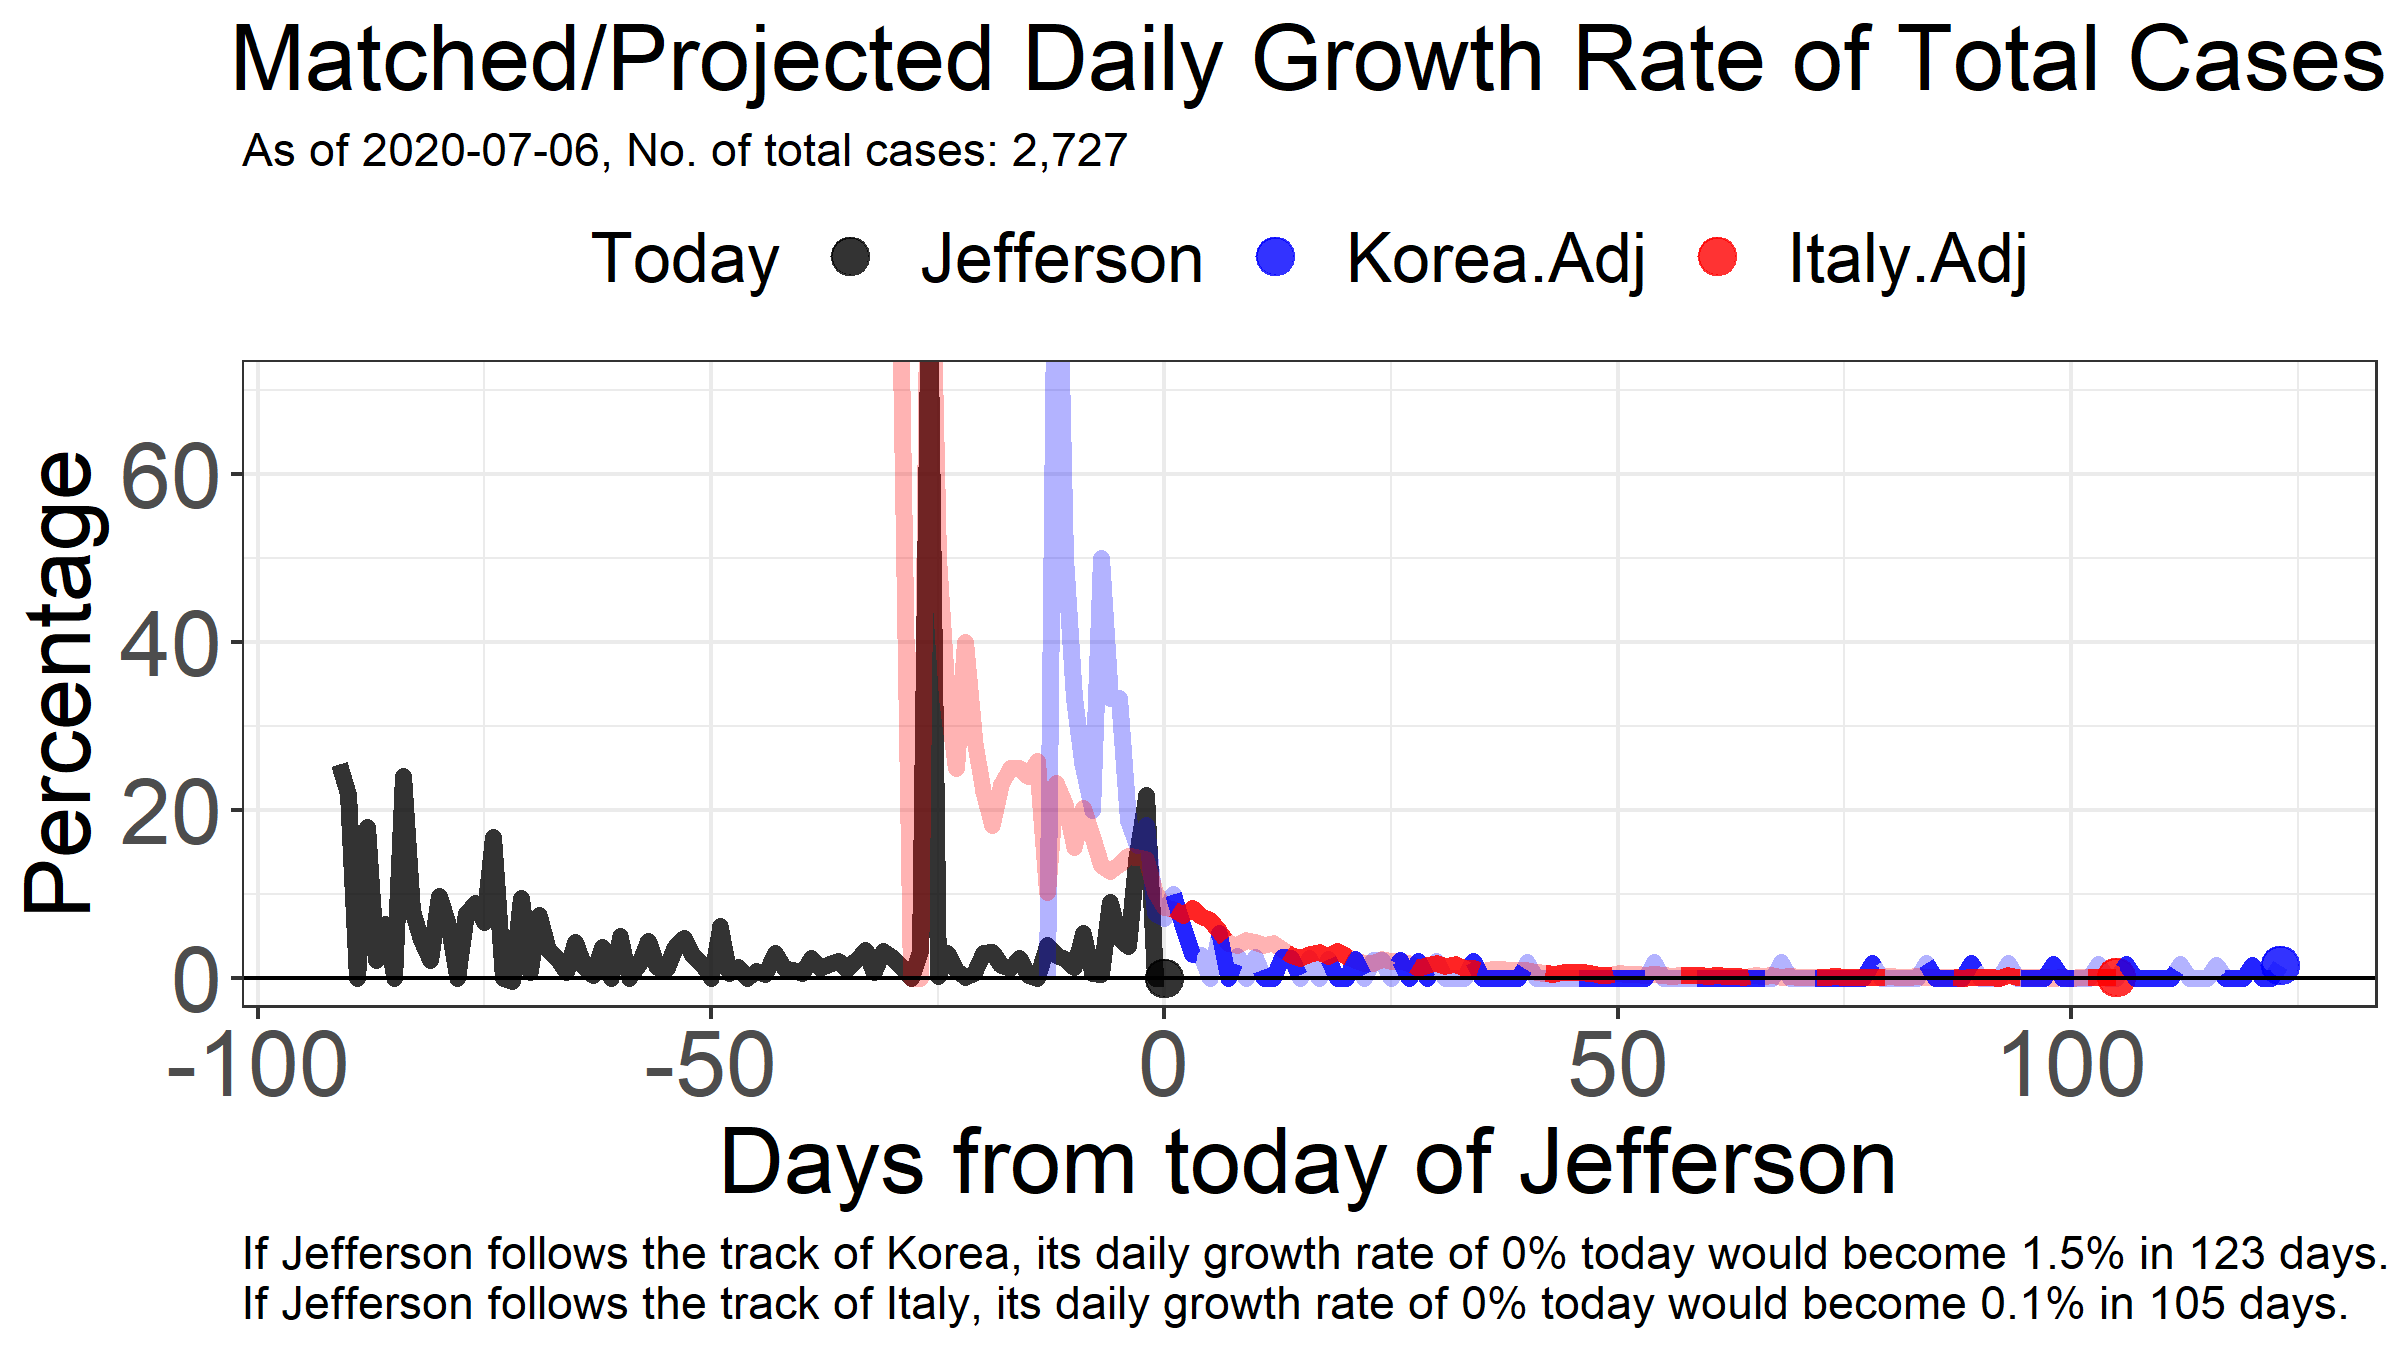 Matched/Projected Daily Growth Rate of Total Cases
As of 2020-07-06, No. of total cases: 2,727
Today Jefferson Korea.Adj Italy.Adj
Percentage
60
40
20
0
-100 -50 0 50 100
Days from today of Jefferson
If Jefferson follows the track of Korea, its daily growth rate of 0% today would become 1.5% in 123 days.
If Jefferson follows the track of Italy, its daily growth rate of 0% today would become 0.1% in 105 days.